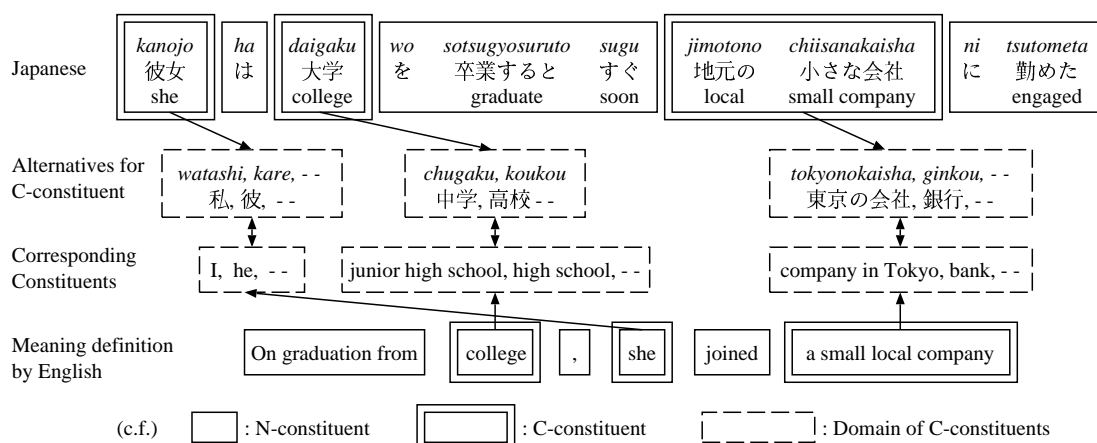 kanojo ha daigaku wo sotsugyosuruto sugu jimotono chiisanakaisha ni tsutometa
Japanese 彼女 は 大学 を 卒業すると すぐ 地元の 小さな会社 に 勤めた
she college graduate soon local small company engaged
Alternatives for
C-constituent
watashi, kare, - -
私, 彼, - -
chugaku, koukou
中学, 高校 - -
tokyonokaisha, ginkou, - -
東京の会社, 銀行, - -
Corresponding
Constituents
I, he, - -
junior high school, high school, - -
company in Tokyo, bank, - -
Meaning definition
by English
On graduation from college , she joined a small local company
(c.f.) : N-constituent : C-constituent : Domain of C-constituents